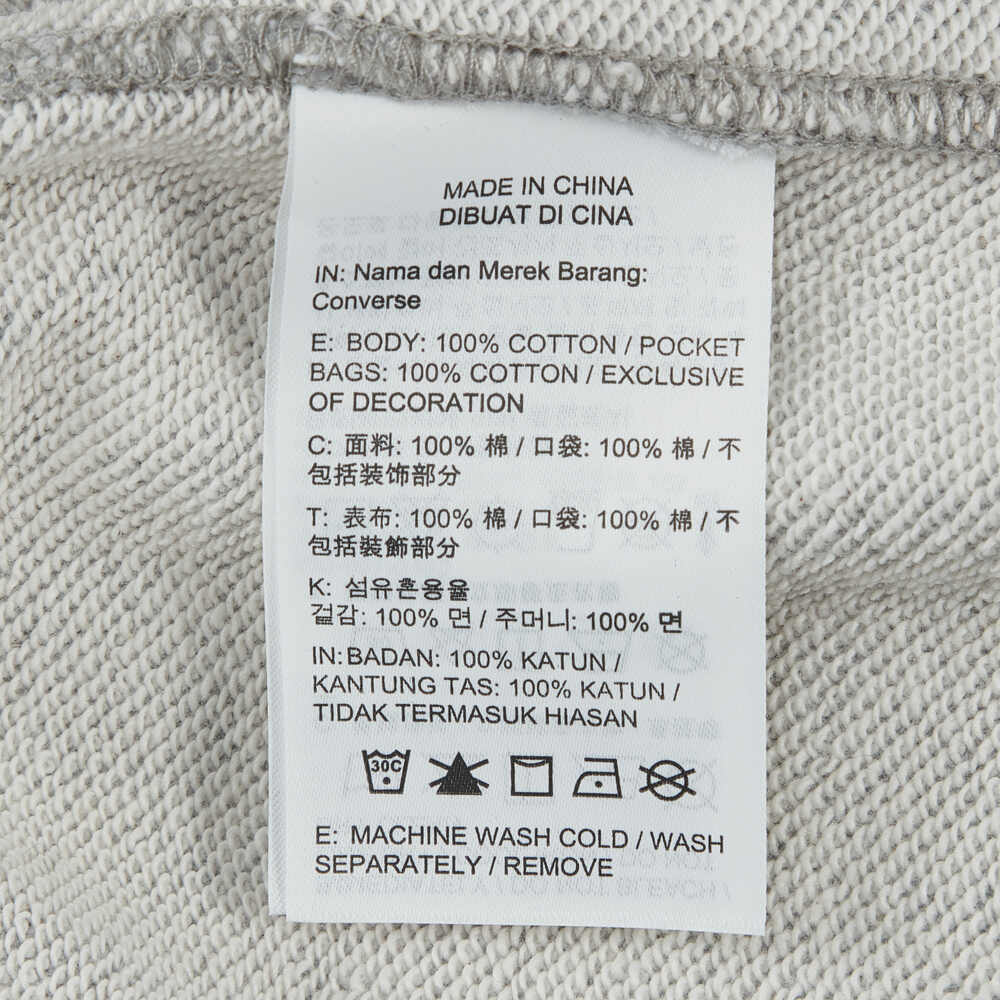 MADE IN CHINA
DIBUAT DI CINA
IN: Nama dan Merek Barang:
Converse
E: BODY: 100% COTTON / POCKET
BAGS: 100% COTTON / EXCLUSIVE
OF DECORATION
C: 面料: 100% 棉 / 口袋: 100% 棉 / 不
包括装饰部分
T: 表布: 100% 棉 / 口袋: 100% 棉 / 不
包括裝飾部分
K: 섬유혼용율
겉감: 100% 면 / 주머니: 100% 면
IN: BADAN: 100% KATUN /
KANTUNG TAS: 100% KATUN /
TIDAK TERMASUK HIASAN
30C
E: MACHINE WASH COLD / WASH
SEPARATELY / REMOVE